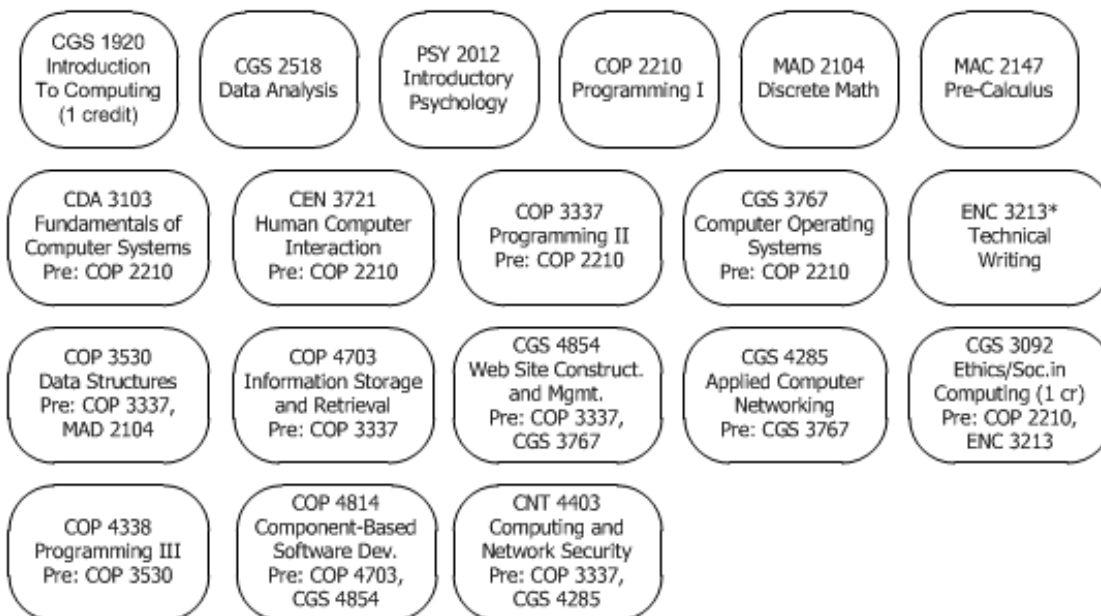 CGS 1920
Introduction
To Computing
(1 credit)
CGS 2518
Data Analysis
PSY 2012
Introductory
Psychology
COP 2210
Programming I
MAD 2104
Discrete Math
MAC 2147
Pre-Calculus
CDA 3103
Fundamentals of
Computer Systems
Pre: COP 2210
CEN 3721
Human Computer
Interaction
Pre: COP 2210
COP 3337
Programming II
Pre: COP 2210
CGS 3767
Computer Operating
Systems
Pre: COP 2210
ENC 3213*
Technical
Writing
COP 3530
Data Structures
Pre: COP 3337,
MAD 2104
COP 4703
Information Storage
and Retrieval
Pre: COP 3337
CGS 4854
Web Site Construct.
and Mgmt.
Pre: COP 3337,
CGS 3767
CGS 4285
Applied Computer
Networking
Pre: CGS 3767
CGS 3092
Ethics/Soc.in
Computing (1 cr)
Pre: COP 2210,
ENC 3213
COP 4338
Programming III
Pre: COP 3530
COP 4814
Component-Based
Software Dev.
Pre: COP 4703,
CGS 4854
CNT 4403
Computing and
Network Security
Pre: COP 3337,
CGS 4285